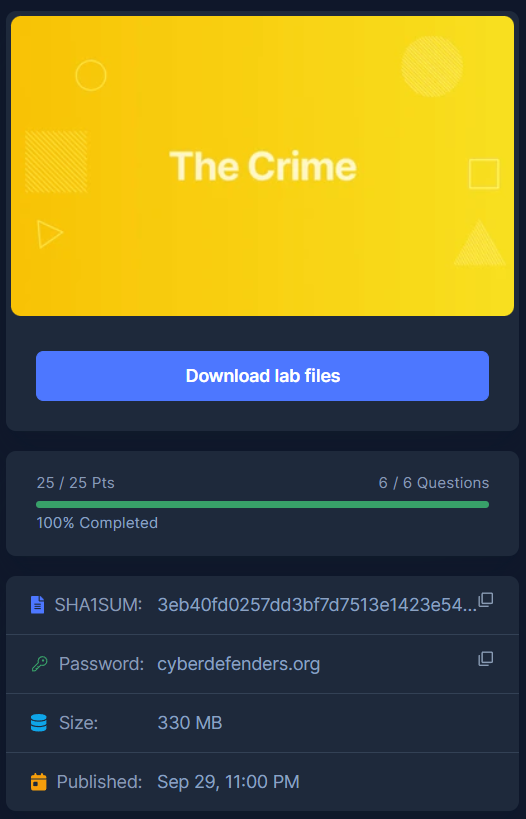 The Crime
Download lab files
25 / 25 Pts 6 / 6 Questions
100% Completed
SHA1SUM: 3eb40fd0257dd3bf7d7513e1423e54...
Password: cyberdefenders.org
Size: 330 MB
Published: Sep 29, 11:00 PM